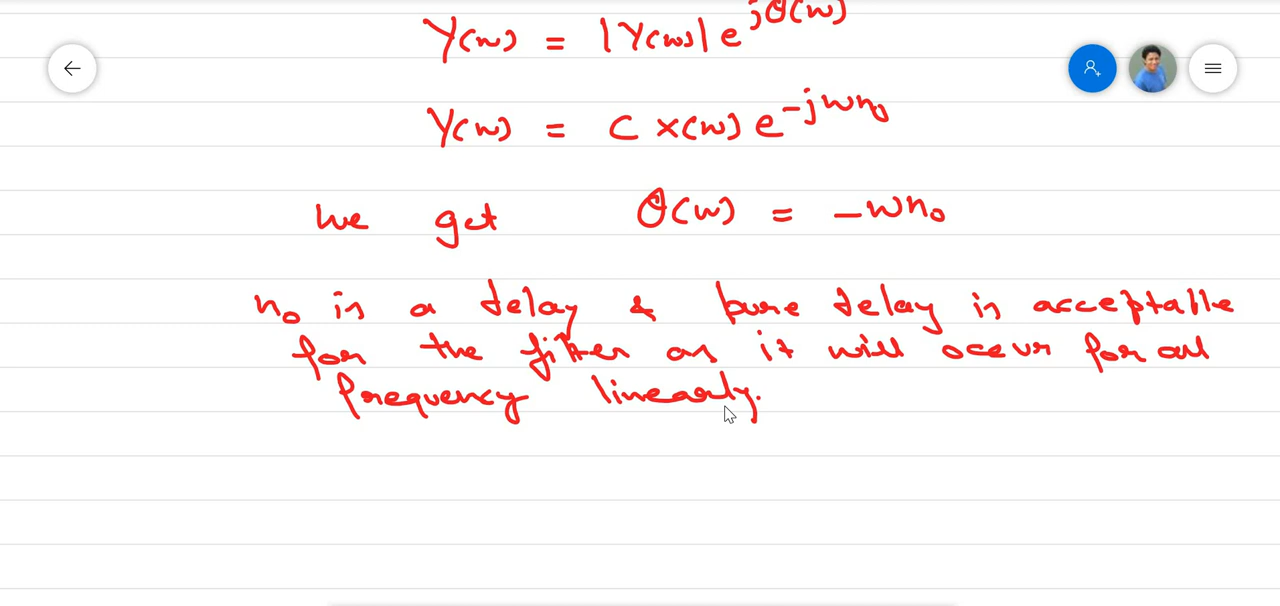 Y(w) = |Y(w)| e^{jθ(w)}
Y(w) = C X(w) e^{-jwn₀}
we get θ(w) = -wn₀
n₀ is a delay & pure delay is acceptable
for the filter as it will occur for all
frequency linearly.